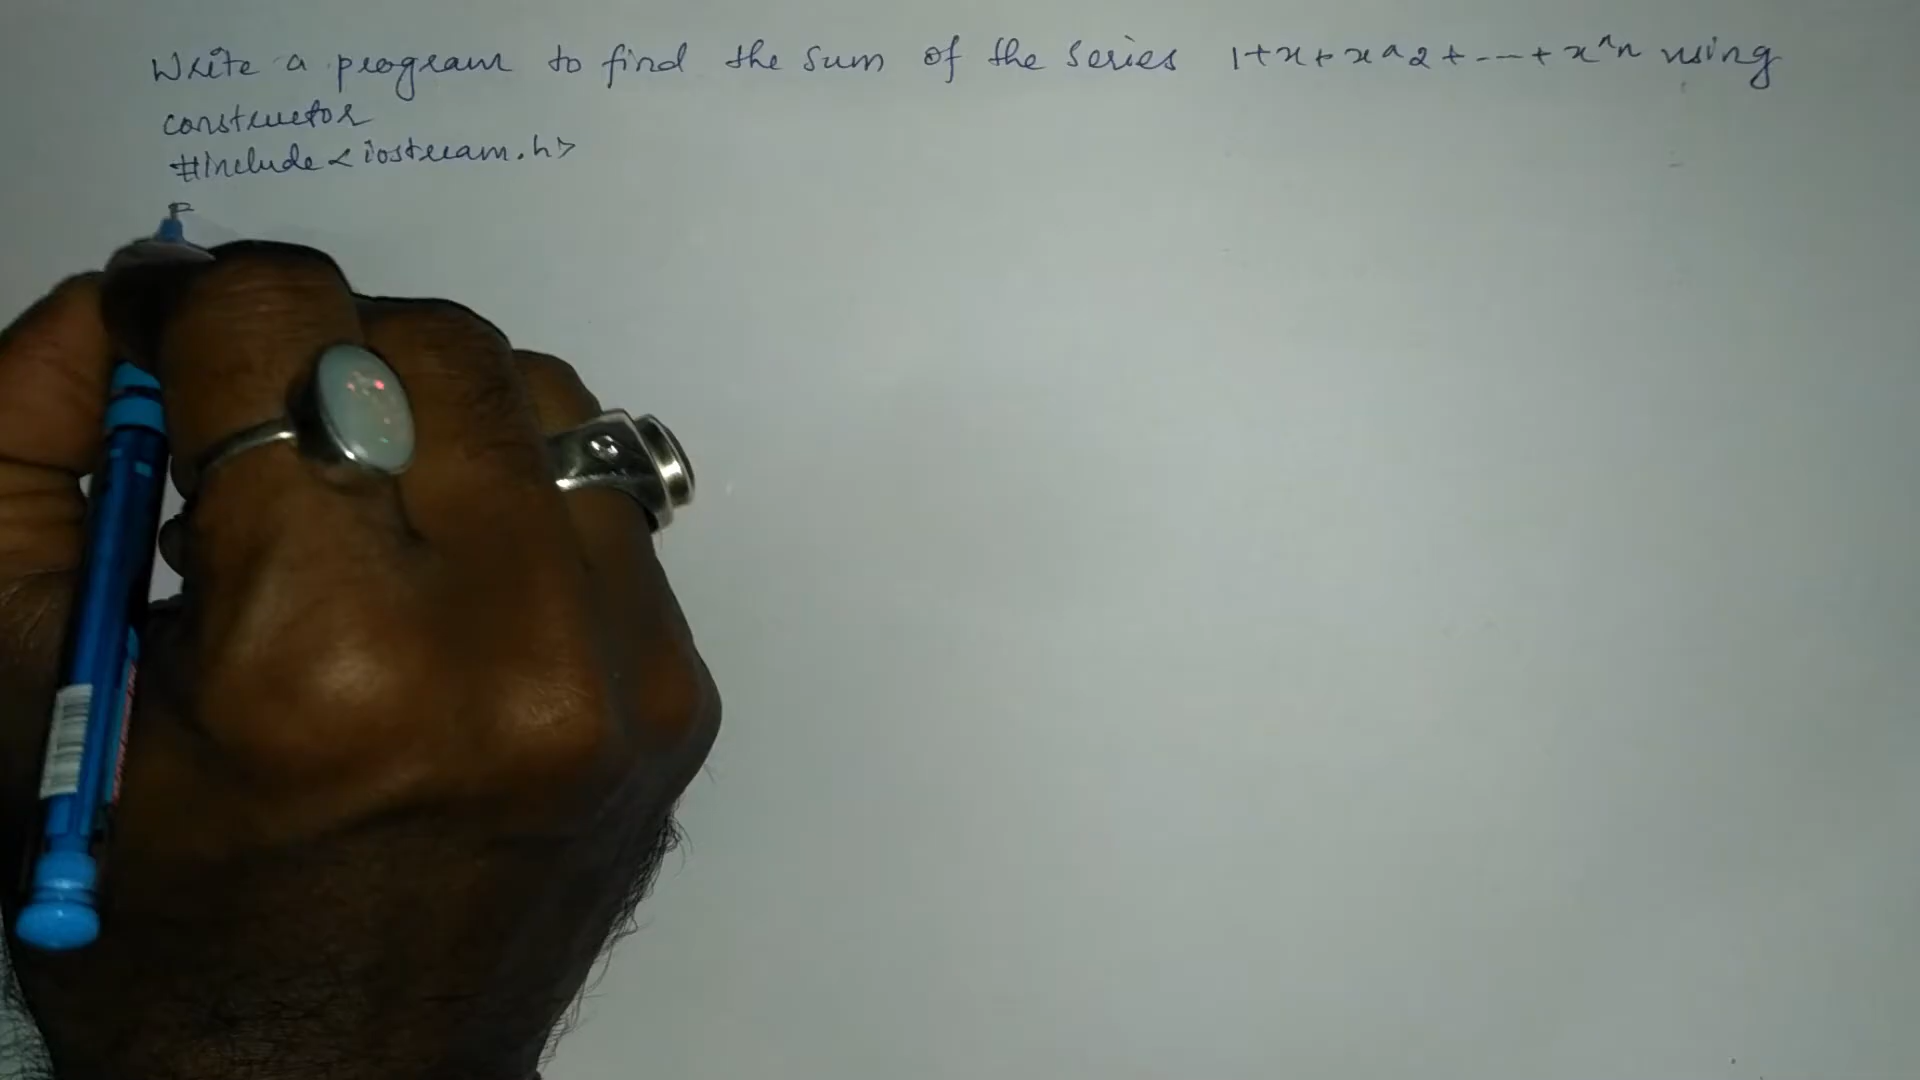 Write a program to find the sum of the series 1+x+x^2+---+x^n using
constructor
#include<iostream.h>